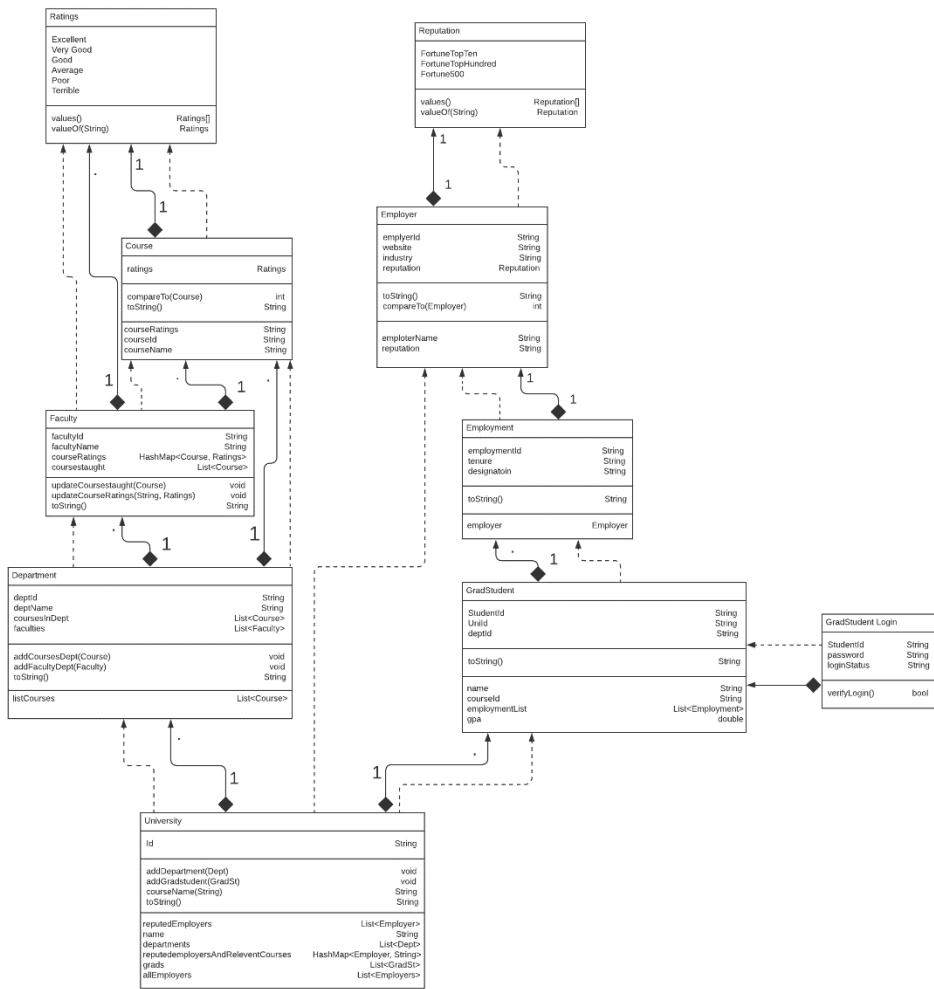 Ratings
Excellent
Very Good
Good
Average
Poor
Terrible
values() Ratings[]
valueOf(String) Ratings
Reputation
FortuneTopTen
FortuneTopHundred
Fortune500
values() Reputation[]
valueOf(String) Reputation
1
1
1
1
Employer
emplyerId String
website String
industry String
reputation Reputation
toString() String
compareTo(Employer) int
emploterName String
reputation String
Course
ratings Ratings
compareTo(Course) int
toString() String
courseRatings String
courseId String
courseName String
1
1
1
1
Faculty
facultyId String
facultyName String
courseRatings HashMap<Course, Ratings>
coursestaught List<Course>
updateCoursestaught(Course) void
updateCourseRatings(String, Ratings) void
toString() String
Employment
employmentId String
tenure String
designatoin String
toString() String
employer Employer
1
1
1
Department
deptId String
deptName String
coursesInDept List<Course>
faculties List<Faculty>
addCoursesDept(Course) void
addFacultyDept(Faculty) void
toString() String
listCourses List<Course>
GradStudent
StudentId String
UniId String
deptId String
toString() String
name String
courseId String
employmentList List<Employment>
gpa double
GradStudent Login
StudentId String
password String
loginStatus String
verifyLogin() bool
1
1
University
Id String
addDepartment(Dept) void
addGradstudent(GradSt) void
courseName(String) String
toString() String
reputedEmployers List<Employer>
name String
departments List<Dept>
reputedemployersAndReleventCourses HashMap<Employer, String>
grads List<GradSt>
allEmployers List<Employers>